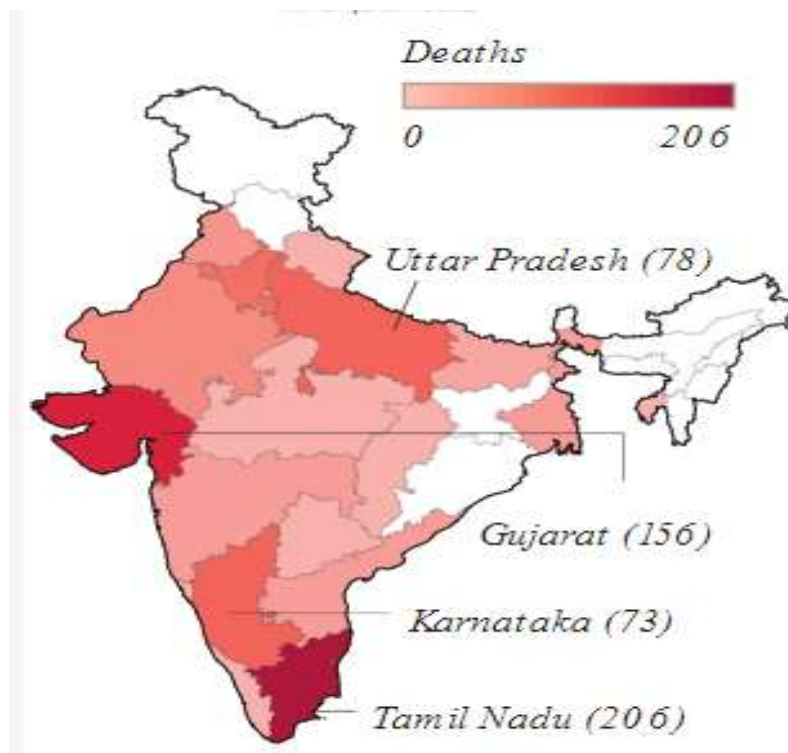 Deaths
0 206
Uttar Pradesh (78)
Gujarat (156)
Karnataka (73)
Tamil Nadu (206)